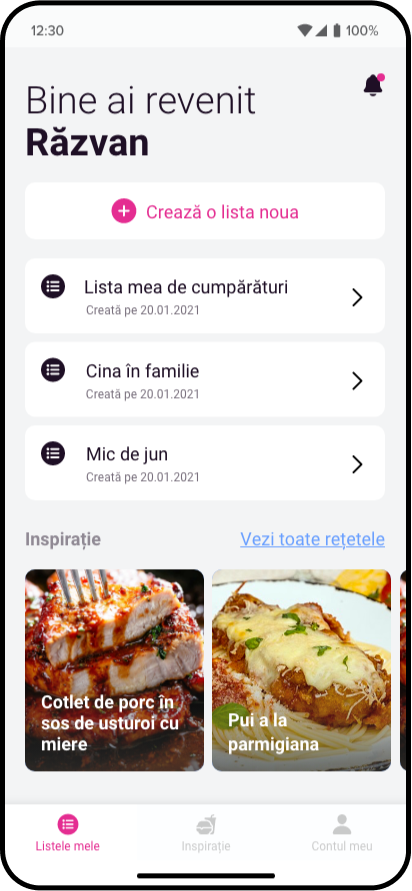 12:30
100%
Bine ai revenit
Răzvan
Crează o lista noua
Lista mea de cumpărături
Creată pe 20.01.2021
Cina în familie
Creată pe 20.01.2021
Mic de jun
Creată pe 20.01.2021
Inspirație
Vezi toate rețetele
Cotlet de porc în
sos de usturoi cu
miere
Pui a la
parmigiana
Listele mele
Inspirație
Contul meu